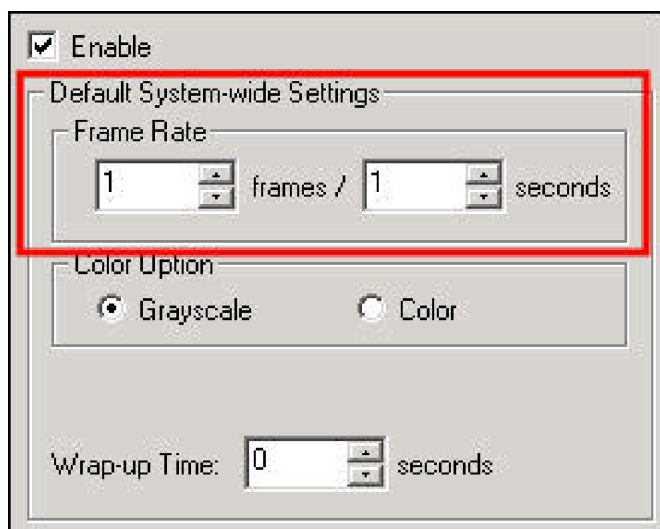 Enable
Default System-wide Settings
Frame Rate
1 frames / 1 seconds
Color Option
Grayscale Color
Wrap-up Time: 0 seconds